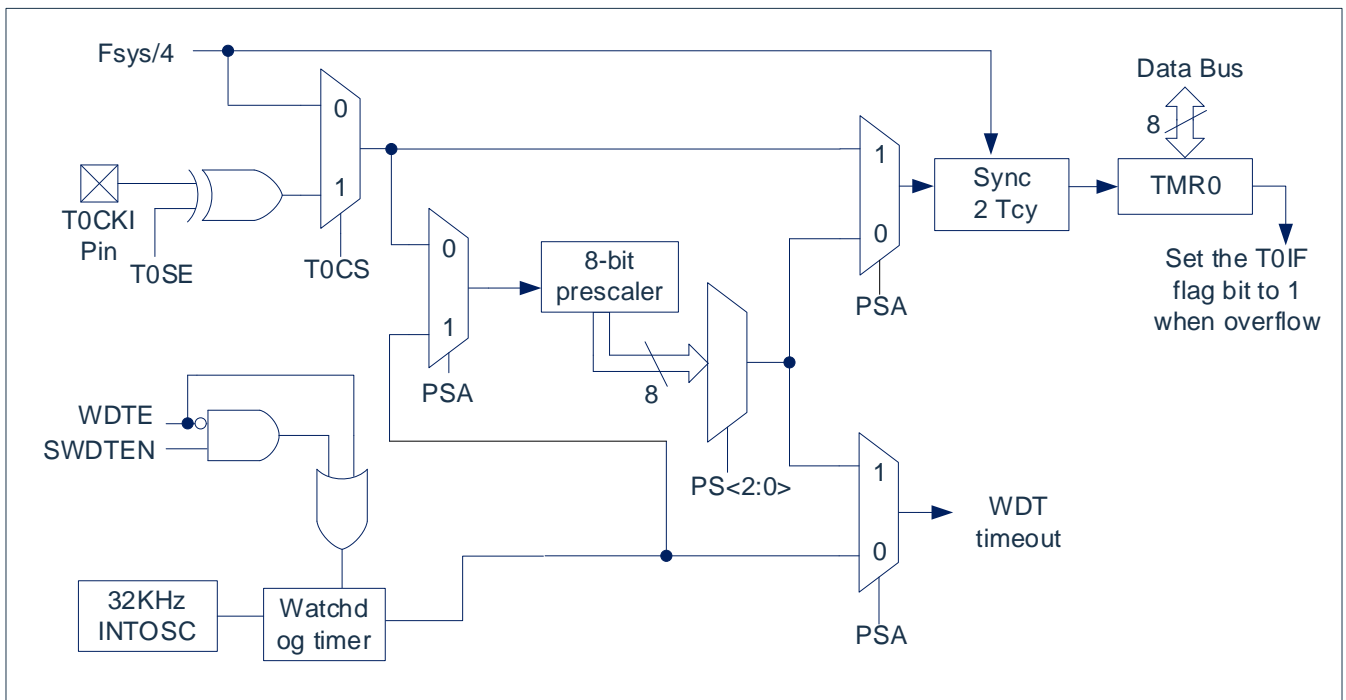 Fsys/4
Data Bus
8
0
1
T0CKI
Pin
T0SE
T0CS
1
0
PSA
Sync
2 Tcy
TMR0
Set the T0IF
flag bit to 1
when overflow
0
1
PSA
8-bit
prescaler
8
PS<2:0>
WDTE
SWDTEN
1
0
PSA
WDT
timeout
32KHz
INTOSC
Watchd
og timer